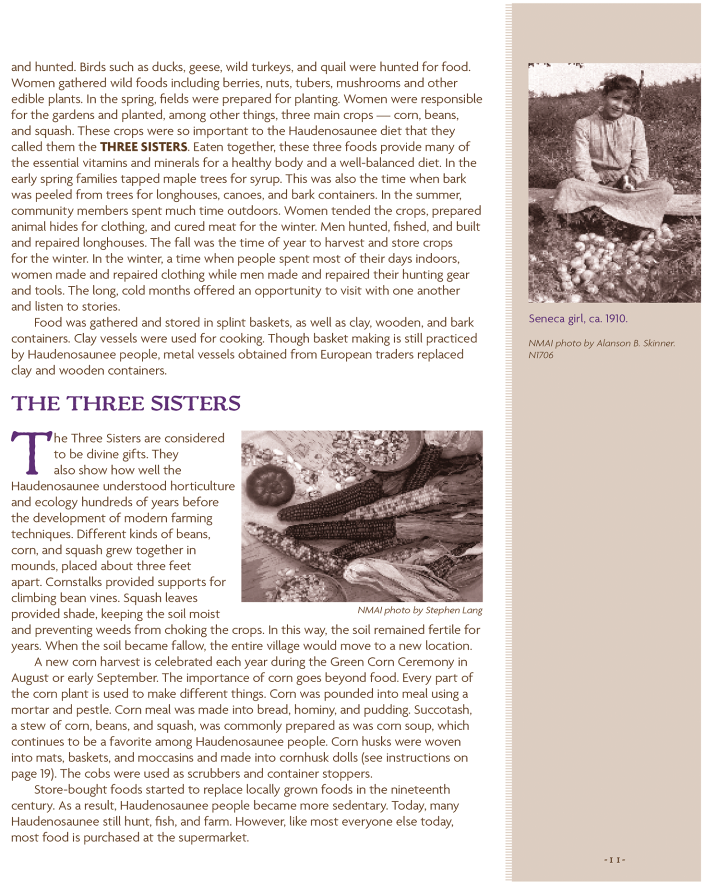 and hunted. Birds such as ducks, geese, wild turkeys, and quail were hunted for food.
Women gathered wild foods including berries, nuts, tubers, mushrooms and other
edible plants. In the spring, fields were prepared for planting. Women were responsible
for the gardens and planted, among other things, three main crops — corn, beans,
and squash. These crops were so important to the Haudenosaunee diet that they
called them the THREE SISTERS. Eaten together, these three foods provide many of
the essential vitamins and minerals for a healthy body and a well-balanced diet. In the
early spring families tapped maple trees for syrup. This was also the time when bark
was peeled from trees for longhouses, canoes, and bark containers. In the summer,
community members spent much time outdoors. Women tended the crops, prepared
animal hides for clothing, and cured meat for the winter. Men hunted, fished, and built
and repaired longhouses. The fall was the time of year to harvest and store crops
for the winter. In the winter, a time when people spent most of their days indoors,
women made and repaired clothing while men made and repaired their hunting gear
and tools. The long, cold months offered an opportunity to visit with one another
and listen to stories.
Food was gathered and stored in splint baskets, as well as clay, wooden, and bark
containers. Clay vessels were used for cooking. Though basket making is still practiced
by Haudenosaunee people, metal vessels obtained from European traders replaced
clay and wooden containers.
THE THREE SISTERS
The Three Sisters are considered
to be divine gifts. They
also show how well the
Haudenosaunee understood horticulture
and ecology hundreds of years before
the development of modern farming
techniques. Different kinds of beans,
corn, and squash grew together in
mounds, placed about three feet
apart. Cornstalks provided supports for
climbing bean vines. Squash leaves
provided shade, keeping the soil moist
and preventing weeds from choking the crops. In this way, the soil remained fertile for
years. When the soil became fallow, the entire village would move to a new location.
A new corn harvest is celebrated each year during the Green Corn Ceremony in
August or early September. The importance of corn goes beyond food. Every part of
the corn plant is used to make different things. Corn was pounded into meal using a
mortar and pestle. Corn meal was made into bread, hominy, and pudding. Succotash,
a stew of corn, beans, and squash, was commonly prepared as was corn soup, which
continues to be a favorite among Haudenosaunee people. Corn husks were woven
into mats, baskets, and moccasins and made into cornhusk dolls (see instructions on
page 19). The cobs were used as scrubbers and container stoppers.
Store-bought foods started to replace locally grown foods in the nineteenth
century. As a result, Haudenosaunee people became more sedentary. Today, many
Haudenosaunee still hunt, fish, and farm. However, like most everyone else today,
most food is purchased at the supermarket.
NMAI photo by Stephen Lang
Seneca girl, ca. 1910.
NMAI photo by Alanson B. Skinner.
N1706
-11-